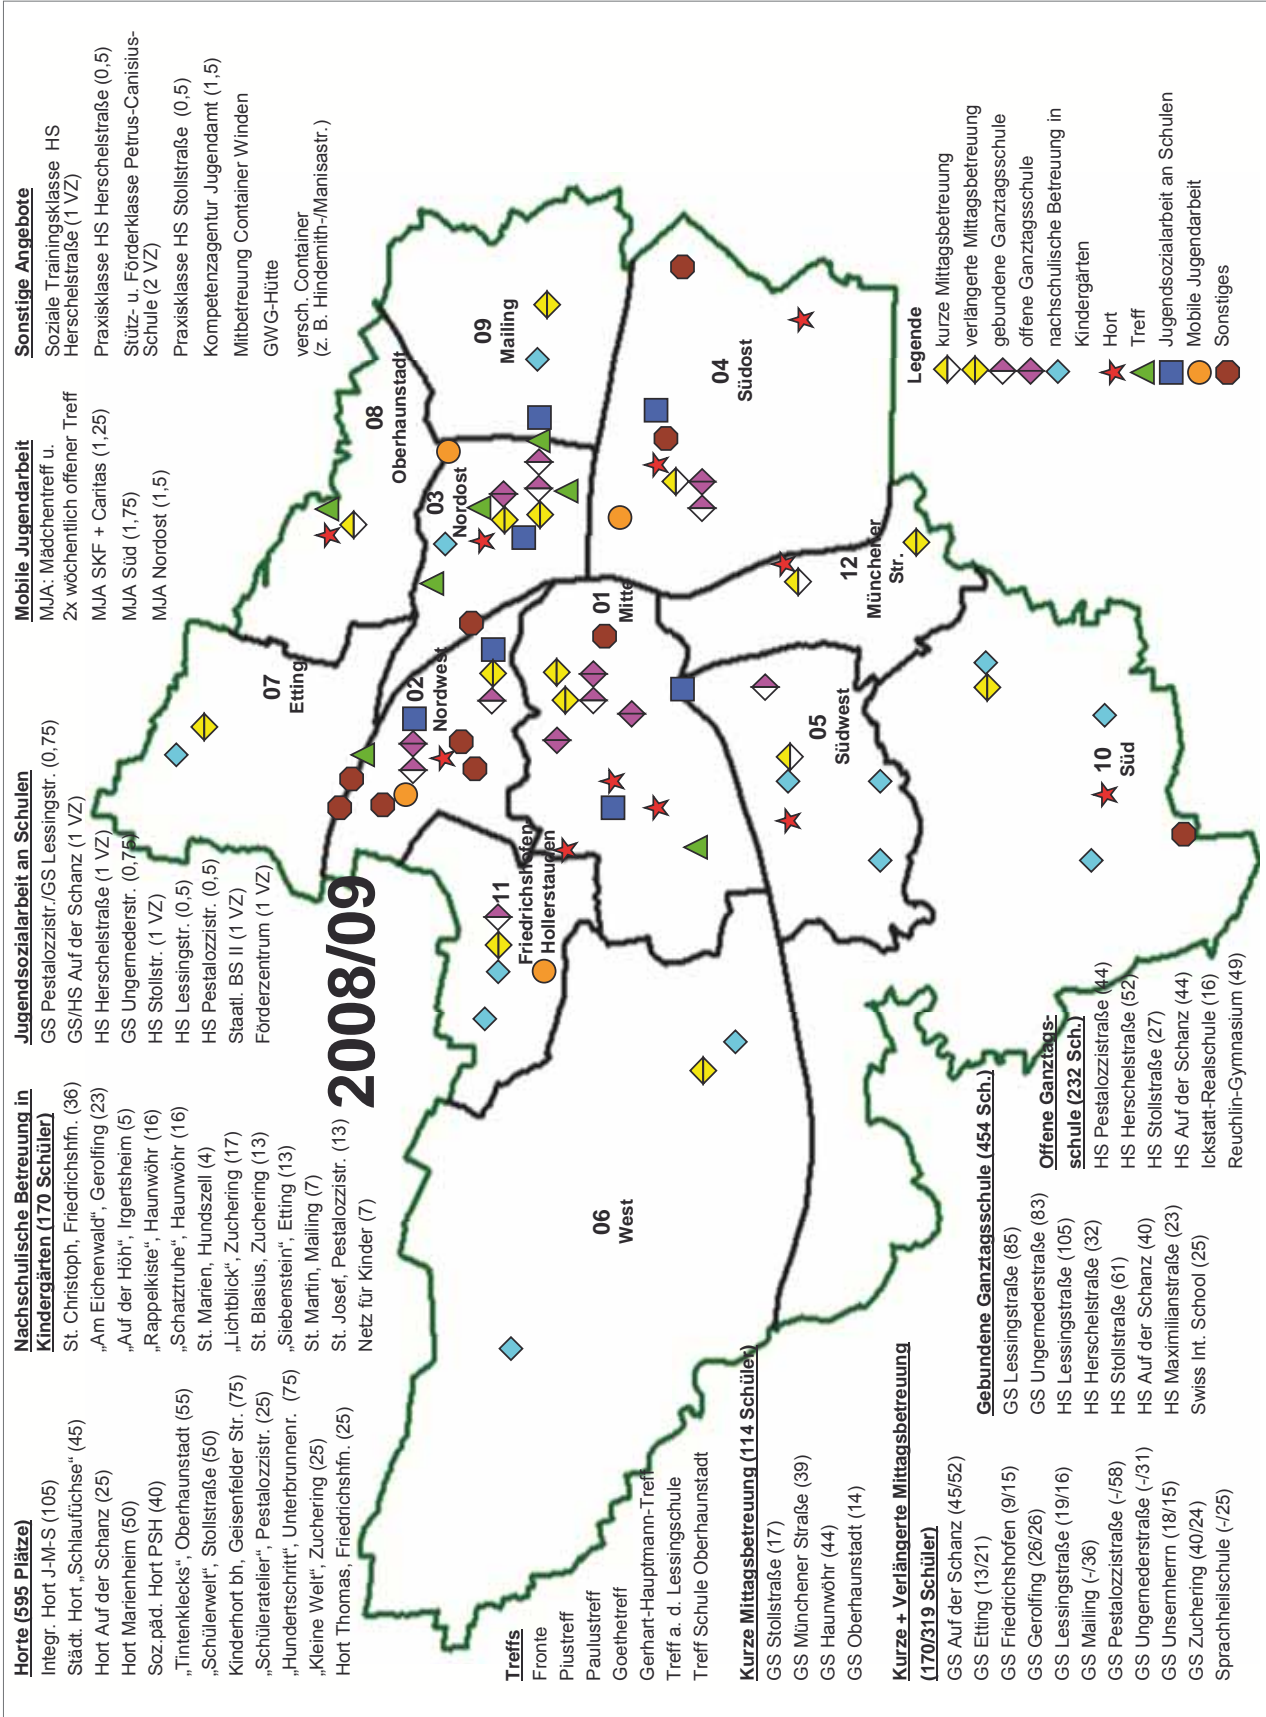 Horte (595 Plätze)
Integr. Hort J-M-S (105)
Städt. Hort „Schlaufüchse“ (45)
Hort Auf der Schanz (25)
Hort Marienheim (50)
Soz.päd. Hort PSH (40)
„Tintenklecks“, Oberhaunstadt (55)
„Schülerwelt“, Stollstraße (50)
Kinderhort bh, Geisenfelder Str. (75)
„Schüleratelier“, Pestalozzistr. (25)
„Hundertschritt“, Unterbrunnenr. (75)
„Kleine Welt“, Zuchering (25)
Hort Thomas, Friedrichshfn. (25)
Nachschulische Betreuung in
Kindergärten (170 Schüler)
St. Christoph, Friedrichshfn. (36)
„Am Eichenwald“, Gerolfing (23)
„Auf der Höh“, Irgertsheim (5)
„Rappelkiste“, Haunwöhr (16)
„Schatztruhe“, Haunwöhr (16)
St. Marien, Hundszell (4)
„Lichtblick“, Zuchering (17)
St. Blasius, Zuchering (13)
„Siebenstein“, Etting (13)
St. Martin, Mailing (7)
St. Josef, Pestalozzistr. (13)
Netz für Kinder (7)
Jugendsozialarbeit an Schulen
GS Pestalozzistr./GS Lessingstr. (0,75)
GS/HS Auf der Schanz (1 VZ)
HS Herschelstraße (1 VZ)
GS Ungernederstr. (0,75)
HS Stollstr. (1 VZ)
HS Lessingstr. (0,5)
HS Pestalozzistr. (0,5)
Staatl. BS II (1 VZ)
Förderzentrum (1 VZ)
Mobile Jugendarbeit
MJA: Mädchentreff u.
2x wöchentlich offener Treff
MJA SKF + Caritas (1,25)
MJA Süd (1,75)
MJA Nordost (1,5)
Sonstige Angebote
Soziale Trainingsklasse HS
Herschelstraße (1 VZ)
Praxisklasse HS Herschelstraße (0,5)
Stütz- u. Förderklasse Petrus-Canisius-
Schule (2 VZ)
Praxisklasse HS Stollstraße (0,5)
Kompetenzagentur Jugendamt (1,5)
Mitbetreuung Container Winden
GWG-Hütte
versch. Container
(z. B. Hindemith-/Manisastr.)
2008/09
07
Etting
08
Oberhaunstadt
02
Nordwest
03
Nordost
09
Mailing
11
Friedrichshofen
Hollerstauden
01
Mitte
06
West
04
Südost
05
Südwest
12
Münchener
Str.
10
Süd
Treffs
Fronte
Piustreff
Paulustreff
Goethetreff
Gerhart-Hauptmann-Treff
Treff a. d. Lessingschule
Treff Schule Oberhaunstadt
Kurze Mittagsbetreuung (114 Schüler)
GS Stollstraße (17)
GS Münchener Straße (39)
GS Haunwöhr (44)
GS Oberhaunstadt (14)
Kurze + Verlängerte Mittagsbetreuung
(170/319 Schüler)
GS Auf der Schanz (45/52)
GS Etting (13/21)
GS Friedrichshofen (9/15)
GS Gerolfing (26/26)
GS Lessingstraße (19/16)
GS Mailing (-/36)
GS Pestalozzistraße (-/58)
GS Ungernederstraße (-/31)
GS Unsernherrn (18/15)
GS Zuchering (40/24)
Sprachheilschule (-/25)
Gebundene Ganztagsschule (454 Sch.)
GS Lessingstraße (85)
GS Ungernederstraße (83)
HS Lessingstraße (105)
HS Herschelstraße (32)
HS Stollstraße (61)
HS Auf der Schanz (40)
HS Maximilianstraße (23)
Swiss Int. School (25)
Offene Ganztags-
schule (232 Sch.)
HS Pestalozzistraße (44)
HS Herschelstraße (52)
HS Stollstraße (27)
HS Auf der Schanz (44)
Ickstatt-Realschule (16)
Reuchlin-Gymnasium (49)
Legende
kurze Mittagsbetreuung
verlängerte Mittagsbetreuung
gebundene Ganztagsschule
offene Ganztagsschule
nachschulische Betreuung in
Kindergärten
Hort
Treff
Jugendsozialarbeit an Schulen
Mobile Jugendarbeit
Sonstiges